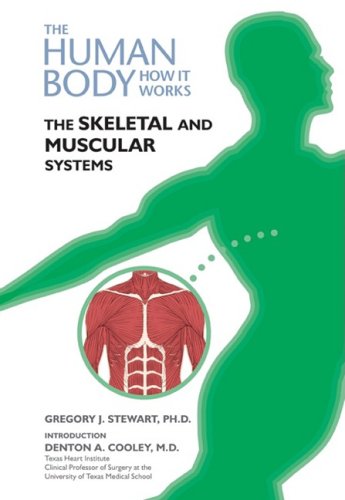 THE
HUMAN
BODY HOW IT
WORKS
THE SKELETAL AND
MUSCULAR
SYSTEMS
GREGORY J. STEWART, PH.D.
INTRODUCTION
DENTON A. COOLEY, M.D.
Texas Heart Institute
Clinical Professor of Surgery at the
University of Texas Medical School